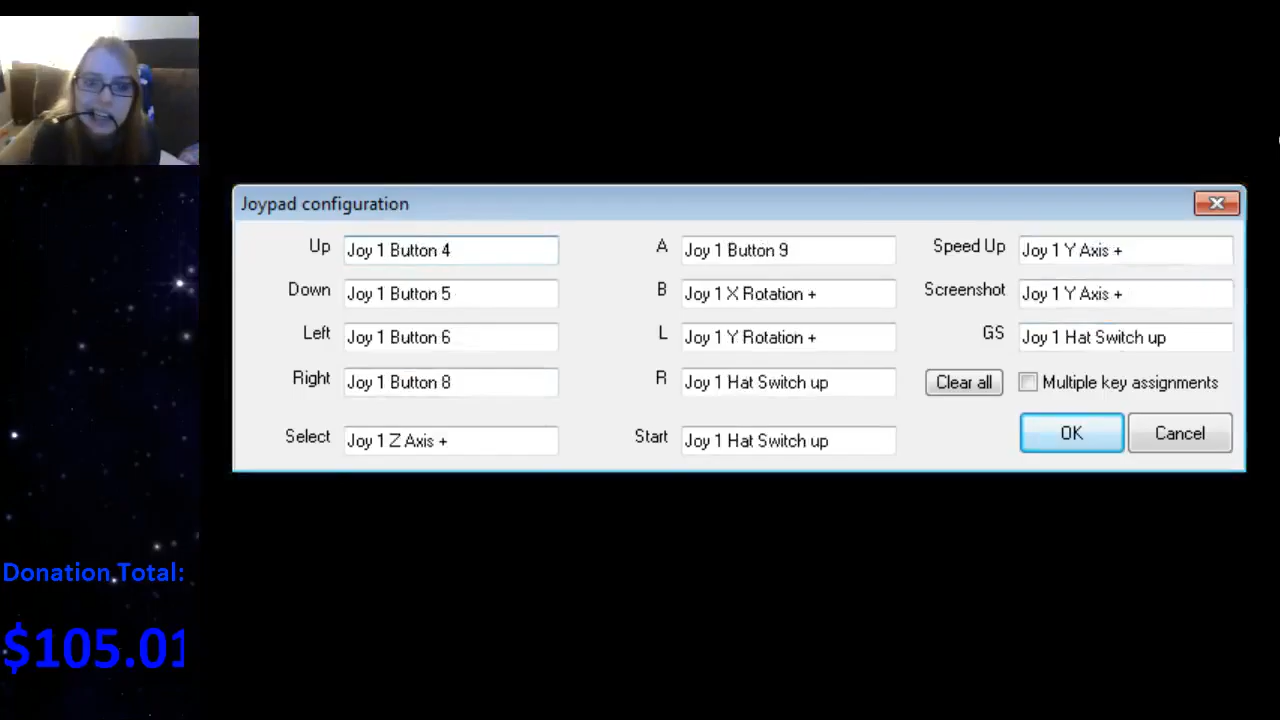 Joypad configuration
Up Joy 1 Button 4 A Joy 1 Button 9 Speed Up Joy 1 Y Axis +
Down Joy 1 Button 5 B Joy 1 X Rotation + Screenshot Joy 1 Y Axis +
Left Joy 1 Button 6 L Joy 1 Y Rotation + GS Joy 1 Hat Switch up
Right Joy 1 Button 8 R Joy 1 Hat Switch up Clear all Multiple key assignments
Select Joy 1 Z Axis + Start Joy 1 Hat Switch up OK Cancel
Donation Total:
$105.01